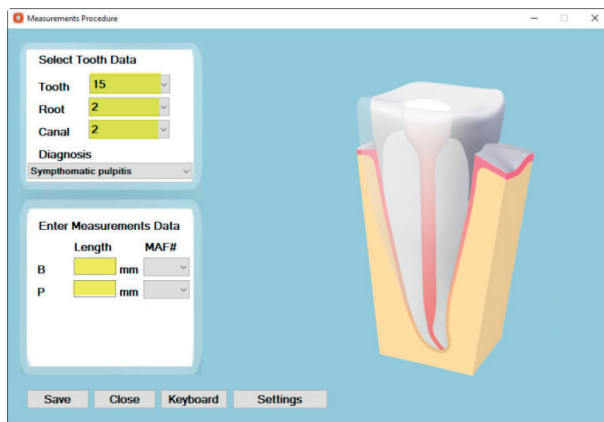 Measurements Procedure
Select Tooth Data
Tooth 15
Root 2
Canal 2
Diagnosis
Sympthomatic pulpitis
Enter Measurements Data
Length MAF#
B mm
P mm
Save Close Keyboard Settings